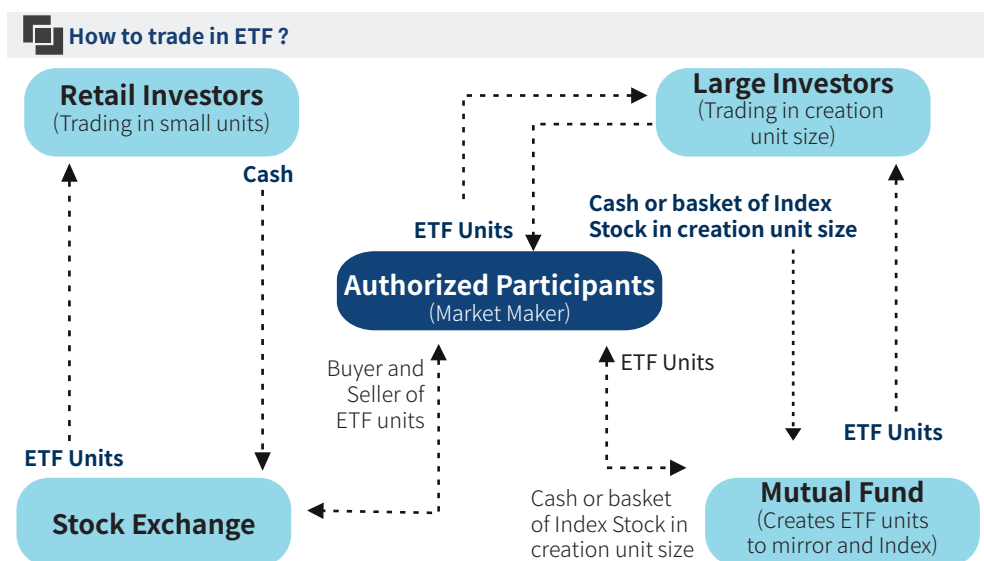 How to trade in ETF ?
Retail Investors
(Trading in small units)
Large Investors
(Trading in creation
unit size)
Cash
Cash or basket of Index
Stock in creation unit size
ETF Units
Authorized Participants
(Market Maker)
Buyer and
Seller of
ETF units
ETF Units
ETF Units
ETF Units
Stock Exchange
Cash or basket
of Index Stock in
creation unit size
Mutual Fund
(Creates ETF units
to mirror and Index)